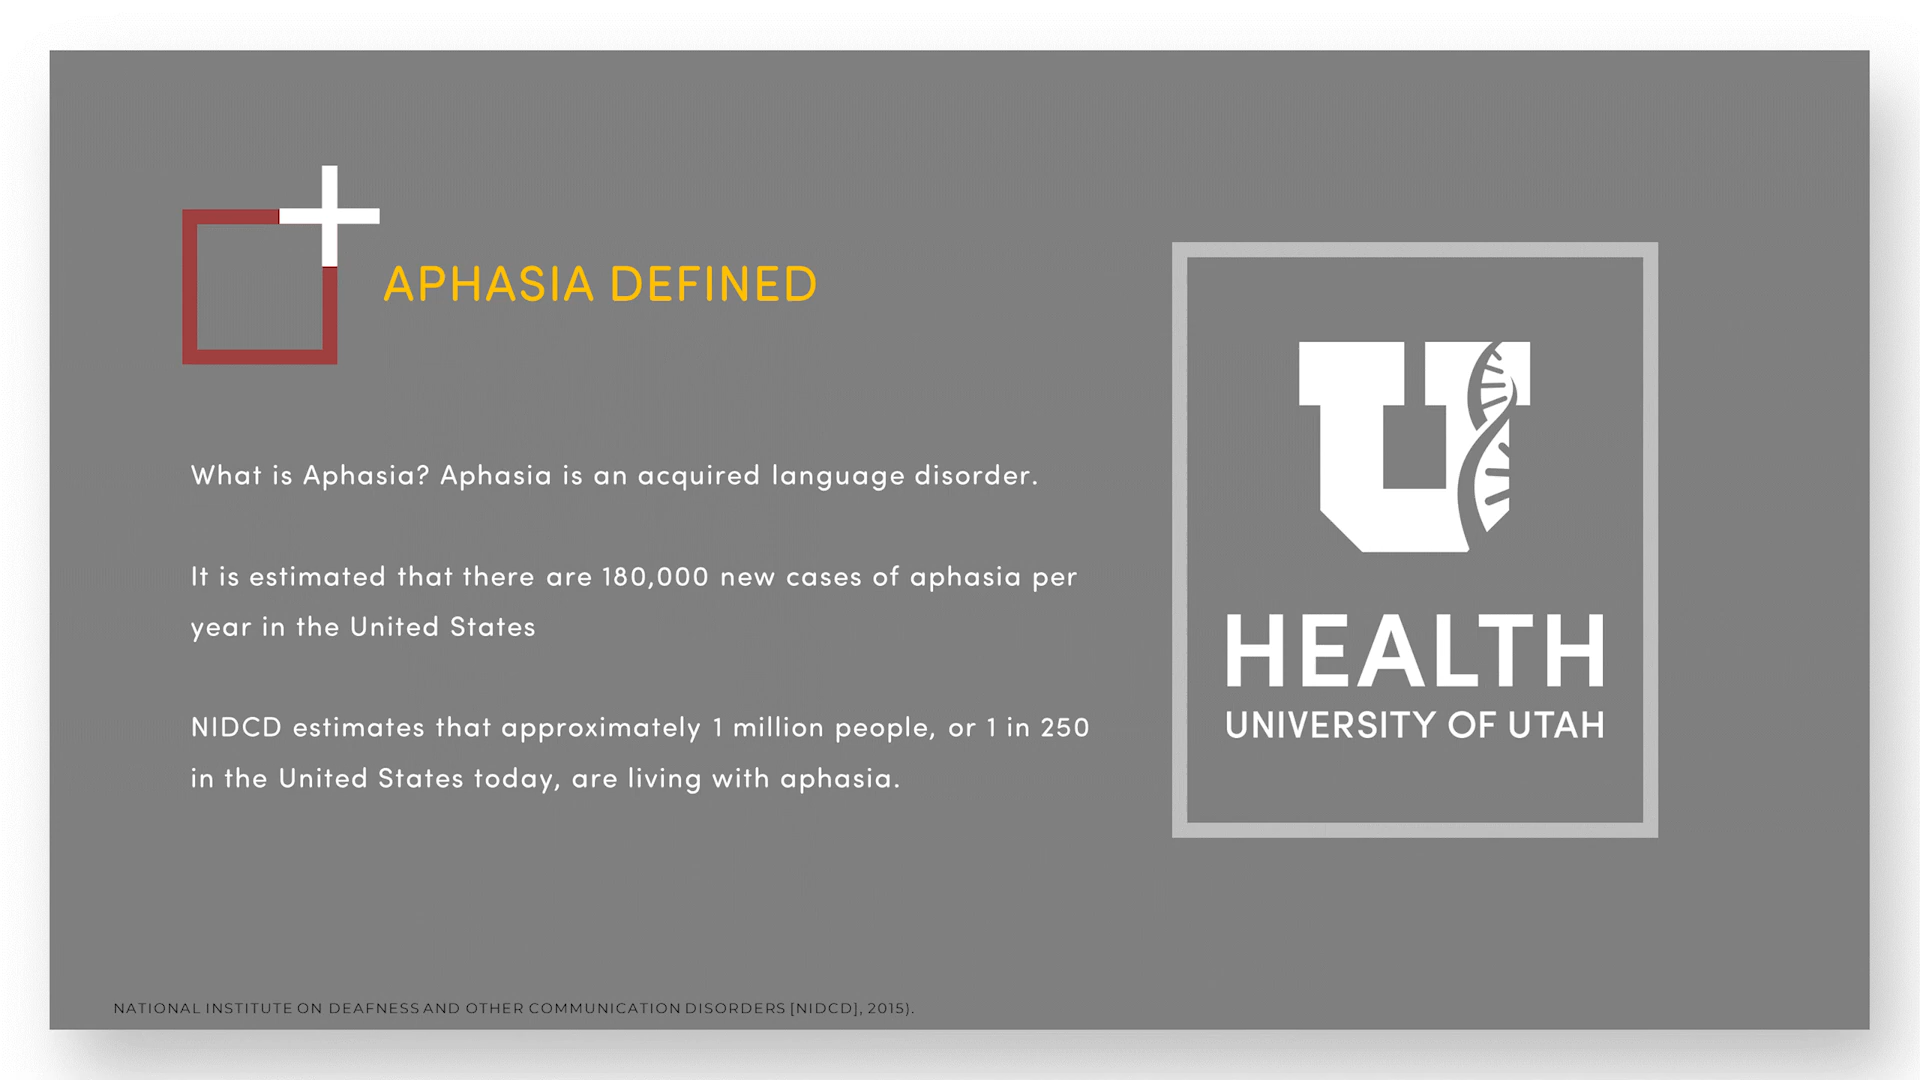 APHASIA DEFINED
What is Aphasia? Aphasia is an acquired language disorder.
It is estimated that there are 180,000 new cases of aphasia per
year in the United States
NIDCD estimates that approximately 1 million people, or 1 in 250
in the United States today, are living with aphasia.
U
HEALTH
UNIVERSITY OF UTAH
NATIONAL INSTITUTE ON DEAFNESS AND OTHER COMMUNICATION DISORDERS [NIDCD], 2015).